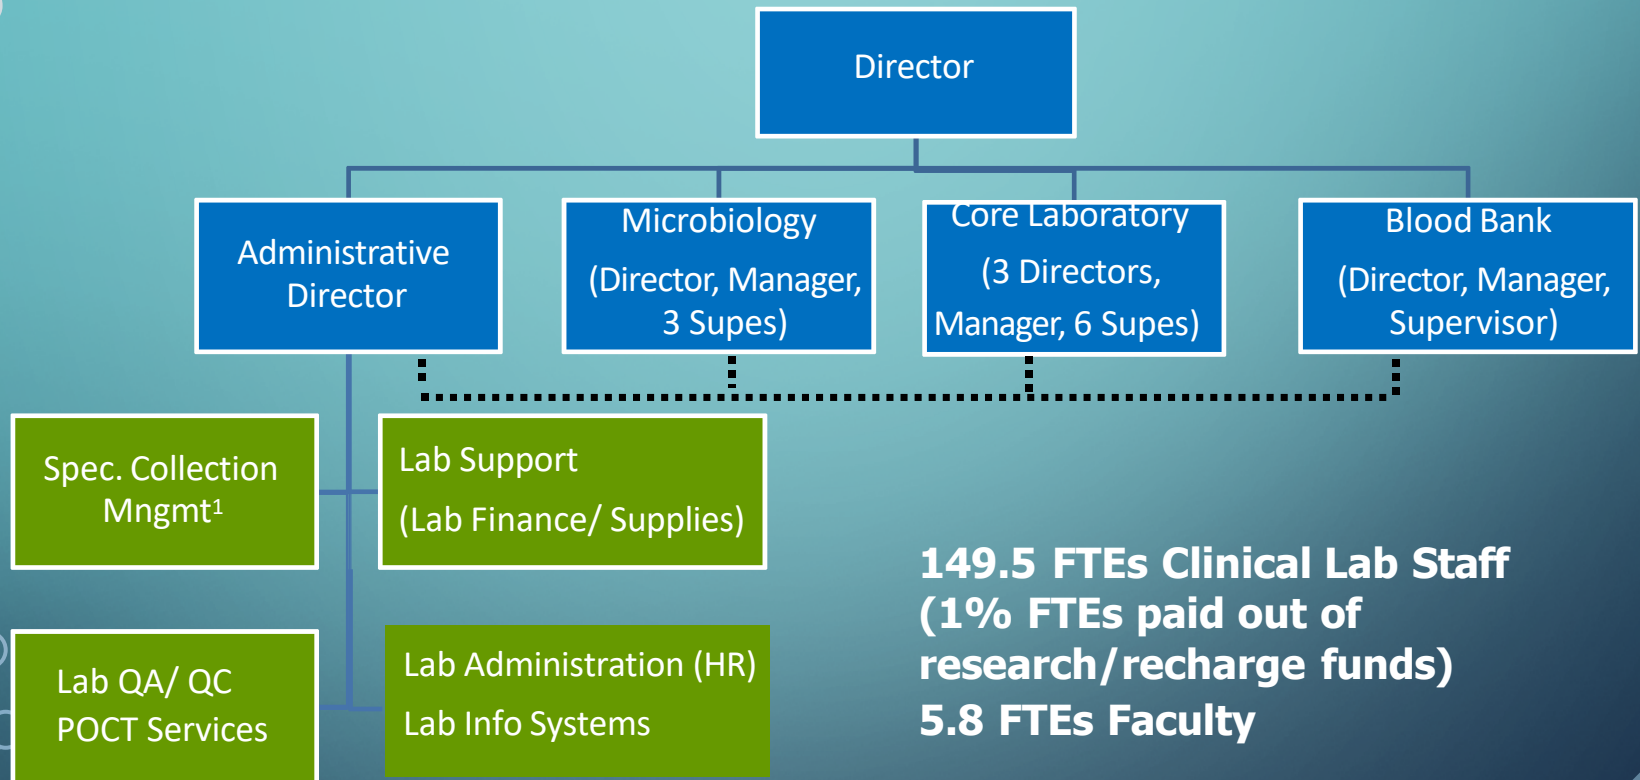 Director
Administrative
Director
Microbiology
(Director, Manager,
3 Supes)
Core Laboratory
(3 Directors,
Manager, 6 Supes)
Blood Bank
(Director, Manager,
Supervisor)
Spec. Collection
Mngmt¹
Lab Support
(Lab Finance/ Supplies)
Lab QA/ QC
POCT Services
Lab Administration (HR)
Lab Info Systems
149.5 FTEs Clinical Lab Staff
(1% FTEs paid out of
research/recharge funds)
5.8 FTEs Faculty